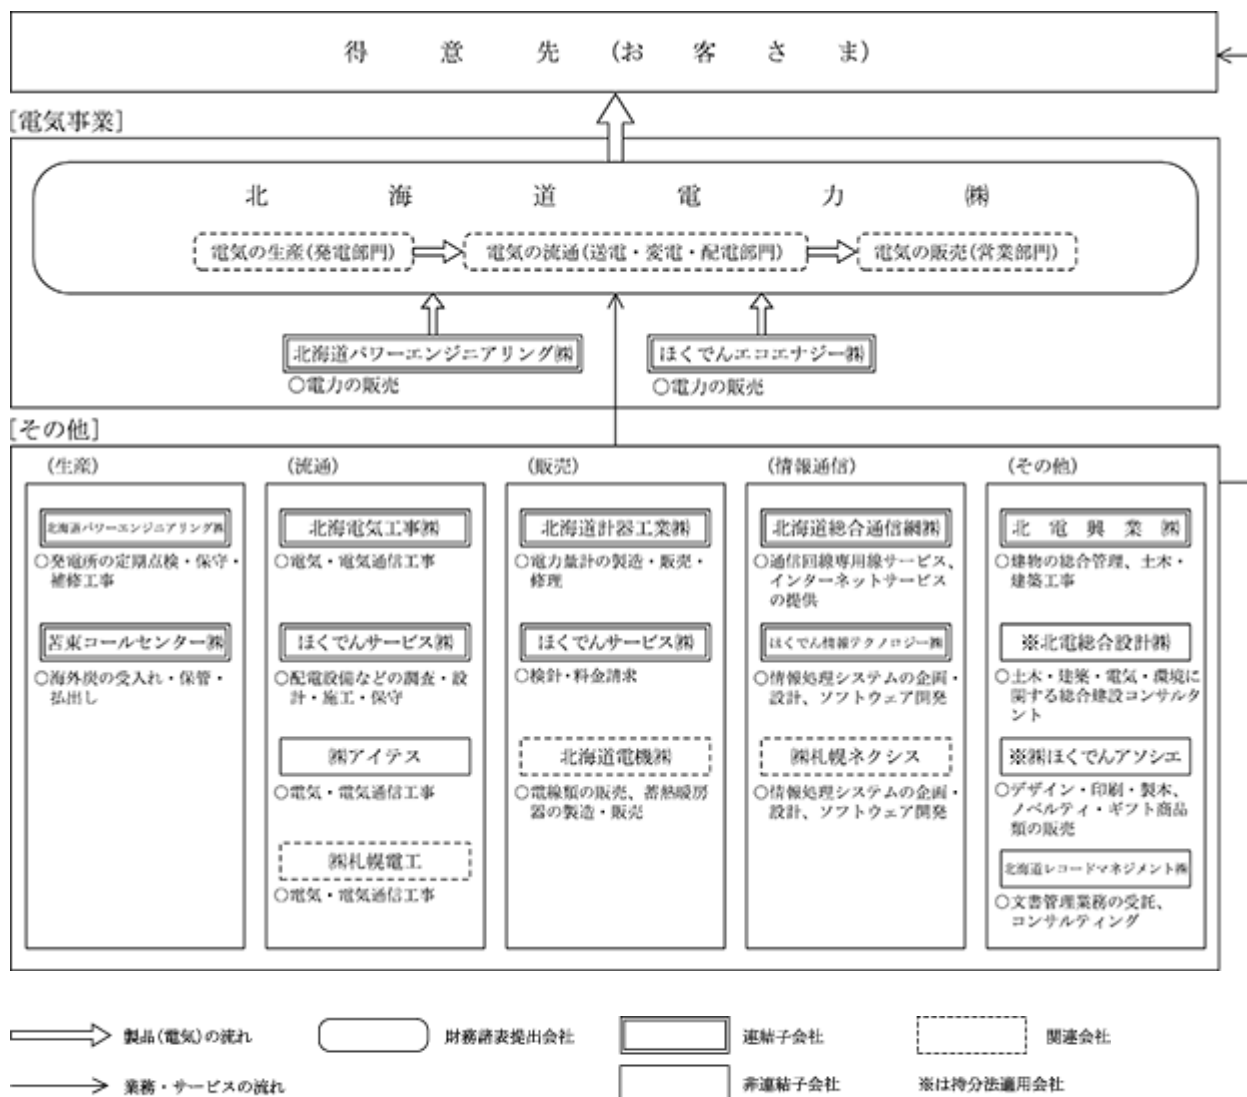 得意先(お客さま)
[電気事業]
北海道電力㈱
電気の生産(発電部門)
電気の流通(送電・変電・配電部門)
電気の販売(営業部門)
北海道パワーエンジニアリング㈱
○電力の販売
ほくでんエコエナジー㈱
○電力の販売
[その他]
(生産)
北海道パワーエンジニアリング㈱
○発電所の定期点検・保守・
補修工事
苫東コールセンター㈱
○海外炭の受入れ・保管・
払出し
(流通)
北海電気工事㈱
○電気・電気通信工事
ほくでんサービス㈱
○配電設備などの調査・設
計・施工・保守
㈱アイテス
○電気・電気通信工事
㈱札幌電工
○電気・電気通信工事
(販売)
北海道計器工業㈱
○電力量計の製造・販売・
修理
ほくでんサービス㈱
○検針・料金請求
北海道電機㈱
○電線類の販売、蓄熱暖房
器の製造・販売
(情報通信)
北海道総合通信網㈱
○通信回線専用線サービス、
インターネットサービス
の提供
ほくでん情報テクノロジー㈱
○情報処理システムの企画・
設計、ソフトウェア開発
㈱札幌ネクシス
○情報処理システムの企画・
設計、ソフトウェア開発
(その他)
北電興業㈱
○建物の総合管理、土木・
建築工事
※北電総合設計㈱
○土木・建築・電気・環境に
関する総合建設コンサルタ
ント
※㈱ほくでんアソシエ
○デザイン・印刷・製本、
ノベルティ・ギフト商品
類の販売
北海道レコードマネジメント㈱
○文書管理業務の受託、
コンサルティング
製品(電気)の流れ
財務諸表提出会社
連結子会社
関連会社
業務・サービスの流れ
非連結子会社
※は持分法適用会社